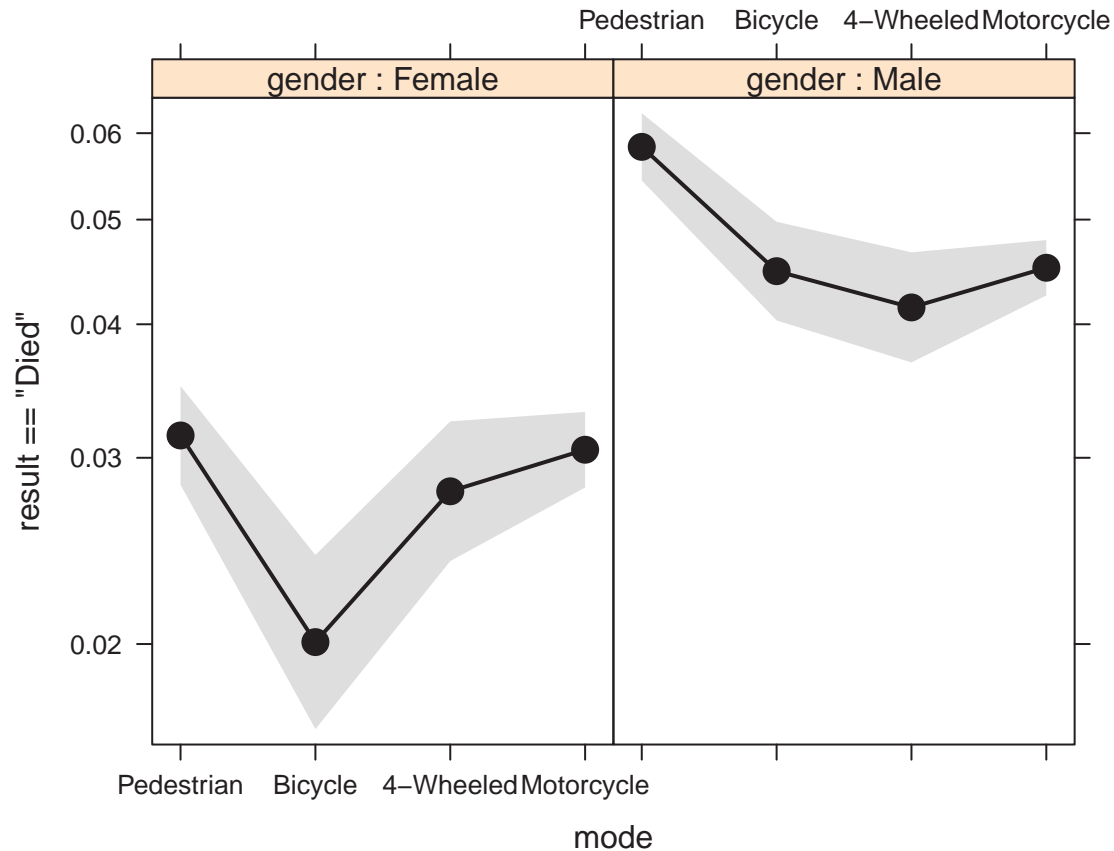 Pedestrian Bicycle 4−Wheeled Motorcycle
gender : Female gender : Male
0.06
0.05
0.04
0.03
0.02
result == "Died"
Pedestrian Bicycle 4−Wheeled Motorcycle
mode